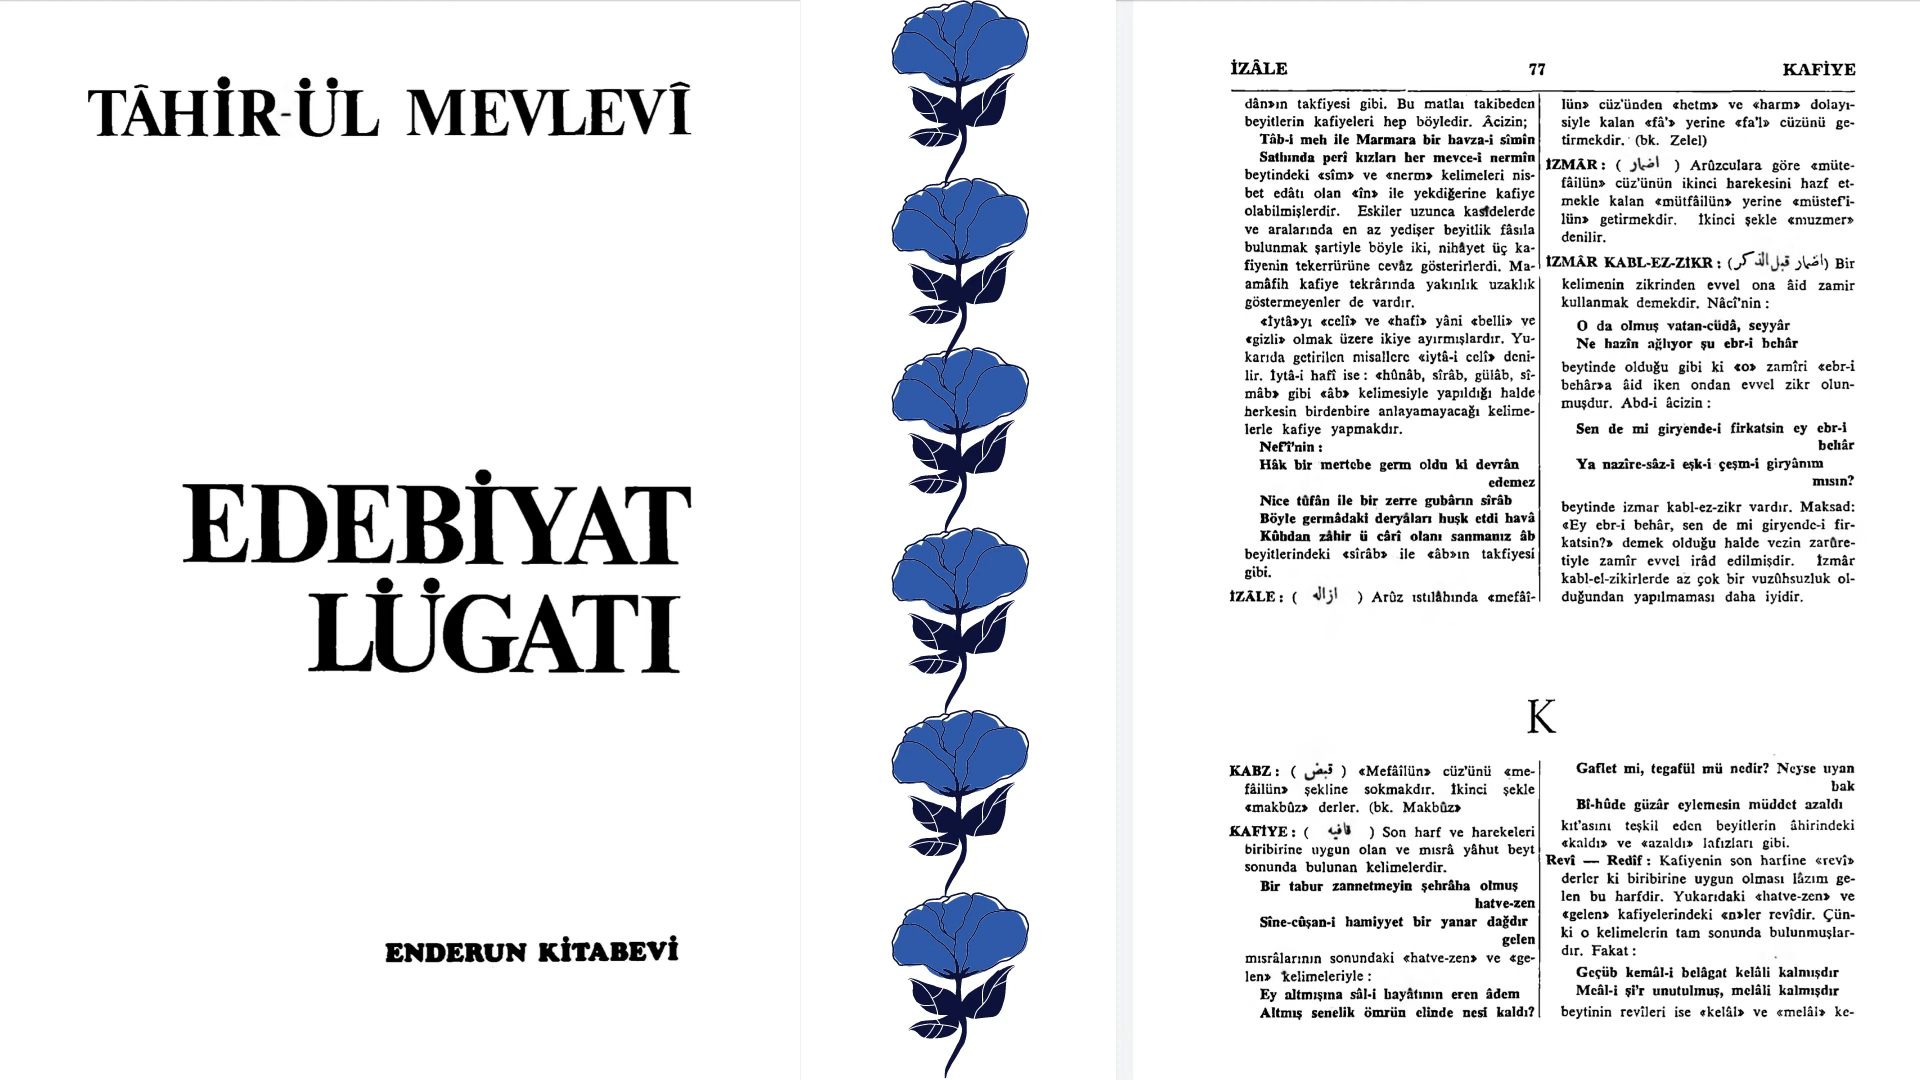 TÂHİR-ÜL MEVLEVÎ
EDEBİYAT
LÜGATI
ENDERUN KİTABEVİ
İZÂLE 77 KAFİYE
dân»ın takfiyesi gibi. Bu matlaı takibeden
beyitlerin kafiyeleri hep böyledir. Âcizin;
Tâb-i meh ile Marmara bir havza-i sîmîn
Sathında perî kızları her mevce-i nermîn
beytindeki «sîm» ve «nerm» kelimeleri nis-
bet edâtı olan «în» ile yekdiğerine kafiye
olabilmişlerdir. Eskiler uzunca kasîdelerde
ve aralarında en az yedişer beyitlik fâsıla
bulunmak şartiyle böyle iki, nihâyet üç ka-
fiyenin tekerrürüne cevâz gösterirlerdi. Ma-
amâfih kafiye tekrârında yakınlık uzaklık
göstermeyenler de vardır.
«Iytâ»yı «celî» ve «hafî» yâni «belli» ve
«gizli» olmak üzere ikiye ayırmışlardır. Yu-
karıda getirilen misallere «iytâ-i celî» deni-
lir. Iytâ-i hafî ise : «hûnâb, sîrâb, gülâb, sî-
mâb» gibi «âb» kelimesiyle yapıldığı halde
herkesin birdenbire anlayamayacağı kelime-
lerle kafiye yapmakdır.
Nef'î'nin :
Hâk bir mertebe germ oldu ki devrân
edemez
Nice tûfân ile bir zerre gubârın sîrâb
Böyle germâdaki deryâları huşk etdi havâ
Kûhdan zâhir ü cârî olanı sanmanız âb
beyitlerindeki «sîrâb» ile «âb»ın takfiyesi
gibi.
İZÂLE : ( ازاله ) Arûz ıstılâhında «mefâî-
lün» cüz'ünden «hetm» ve «harm» dolayı-
siyle kalan «fâ'» yerine «fa'l» cüzünü ge-
tirmekdir. (bk. Zelel)
İZMÂR : ( اضمار ) Arûzculara göre «müte-
fâilün» cüz'ünün ikinci harekesini hazf et-
mekle kalan «mütfâilün» yerine «müstef'i-
lün» getirmekdir. İkinci şekle «muzmer»
denilir.
İZMÂR KABL-EZ-ZİKR : (اضمار قبل الذكر) Bir
kelimenin zikrinden evvel ona âid zamir
kullanmak demekdir. Nâcî'nin :
O da olmuş vatan-cüdâ, seyyâr
Ne hazîn ağlıyor şu ebr-i behâr
beytinde olduğu gibi ki «o» zamîri «ebr-i
behâr»a âid iken ondan evvel zikr olun-
muşdur. Abd-i âcizin :
Sen de mi giryende-i firkatsin ey ebr-i
behâr
Ya nazîre-sâz-i eşk-i çeşm-i giryânım
mısın?
beytinde izmar kabl-ez-zikr vardır. Maksad:
«Ey ebr-i behâr, sen de mi giryende-i fir-
katsin?» demek olduğu halde vezin zarûre-
tiyle zamîr evvel irâd edilmişdir. İzmâr
kabl-el-zikirlerde az çok bir vuzûhsuzluk ol-
duğundan yapılmaması daha iyidir.
K
KABZ : ( قبض ) «Mefâîlün» cüz'ünü «me-
fâilün» şekline sokmakdır. İkinci şekle
«makbûz» derler. (bk. Makbûz»
KAFİYE : ( قافیه ) Son harf ve harekeleri
biribirine uygun olan ve mısrâ yâhut beyt
sonunda bulunan kelimelerdir.
Bir tabur zannetmeyin şehrâha olmuş
hatve-zen
Sîne-cûşan-i hamiyyet bir yanar dağdır
gelen
mısrâlarının sonundaki «hatve-zen» ve «ge-
len» kelimeleriyle :
Ey altmışına sâl-i hayâtının eren âdem
Altmış senelik ömrün elinde nesi kaldı?
Gaflet mi, tegafül mü nedir? Neyse uyan
bak
Bî-hûde güzâr eylemesin müddet azaldı
kıt'asını teşkil eden beyitlerin âhirindeki
«kaldı» ve «azaldı» lafızları gibi.
Revî — Redîf : Kafiyenin son harfine «revî»
derler ki biribirine uygun olması lâzım ge-
len bu harfdir. Yukarıdaki «hatve-zen» ve
«gelen» kafiyelerindeki «n»ler revîdir. Çün-
ki o kelimelerin tam sonunda bulunmuşlar-
dır. Fakat :
Geçüb kemâl-i belâgat kelâli kalmışdır
Meâl-i şi'r unutulmuş, melâli kalmışdır
beytinin revîleri ise «kelâl» ve «melâl» ke-